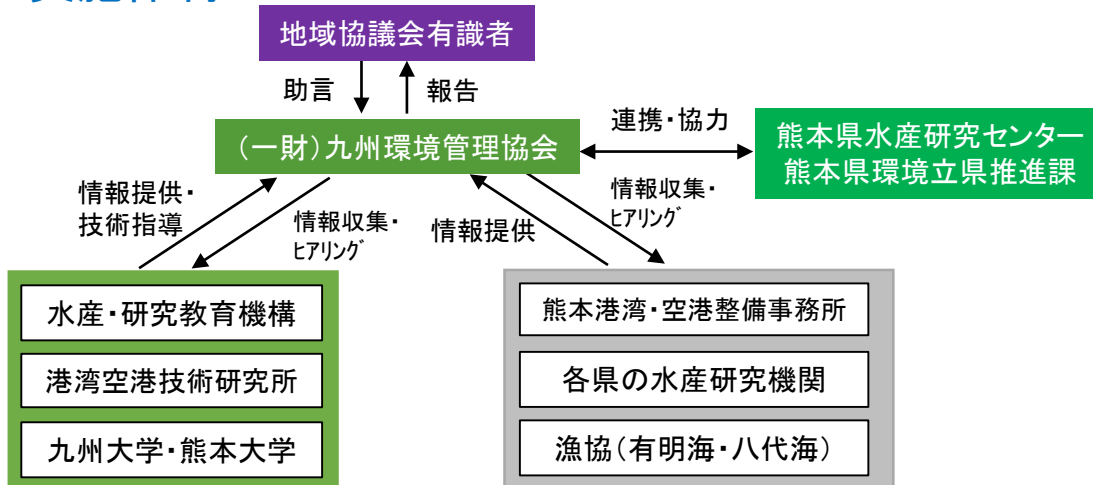 地域協議会有識者
助言
報告
(一財)九州環境管理協会
連携・協力
熊本県水産研究センター
熊本県環境立県推進課
情報提供・
技術指導
情報収集・
ﾋｱﾘﾝｸﾞ
情報提供
情報収集・
ﾋｱﾘﾝｸﾞ
水産・研究教育機構
港湾空港技術研究所
九州大学・熊本大学
熊本港湾・空港整備事務所
各県の水産研究機関
漁協(有明海・八代海)